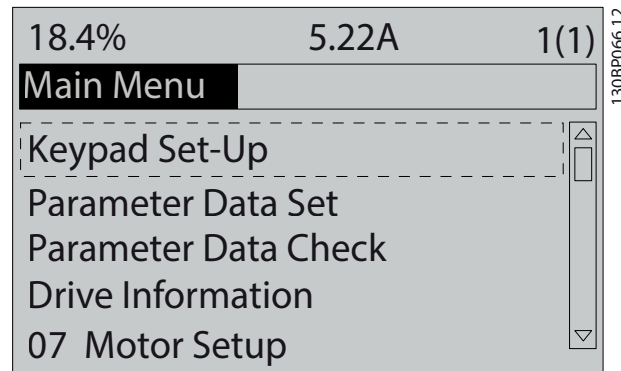 18.4% 5.22A 1(1)
Main Menu
Keypad Set-Up
Parameter Data Set
Parameter Data Check
Drive Information
07 Motor Setup
130BP066.12